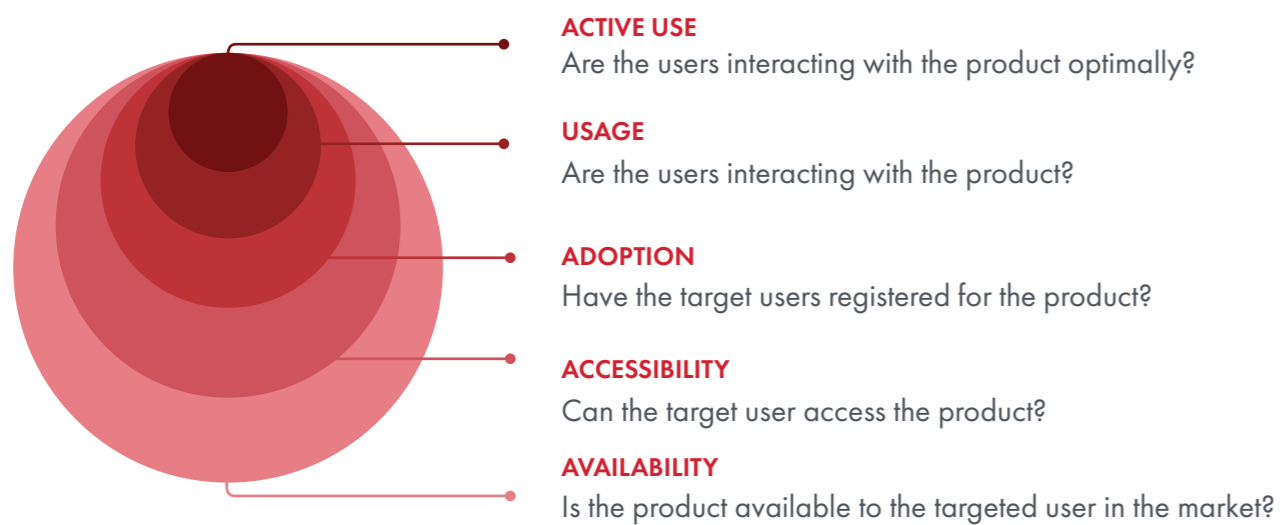 ACTIVE USE
Are the users interacting with the product optimally?
USAGE
Are the users interacting with the product?
ADOPTION
Have the target users registered for the product?
ACCESSIBILITY
Can the target user access the product?
AVAILABILITY
Is the product available to the targeted user in the market?